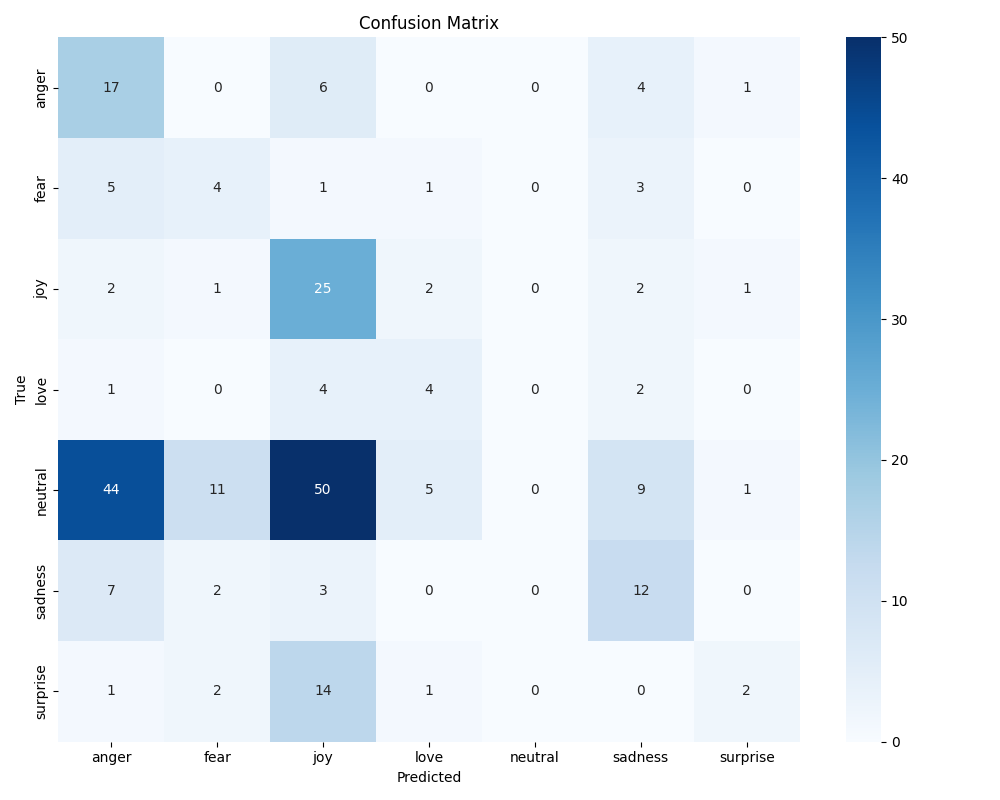 Confusion Matrix
anger 17 0 6 0 0 4 1
fear 5 4 1 1 0 3 0
joy 2 1 25 2 0 2 1
love 1 0 4 4 0 2 0
neutral 44 11 50 5 0 9 1
sadness 7 2 3 0 0 12 0
surprise 1 2 14 1 0 0 2
anger fear joy love neutral sadness surprise
Predicted
True
50
40
30
20
10
0